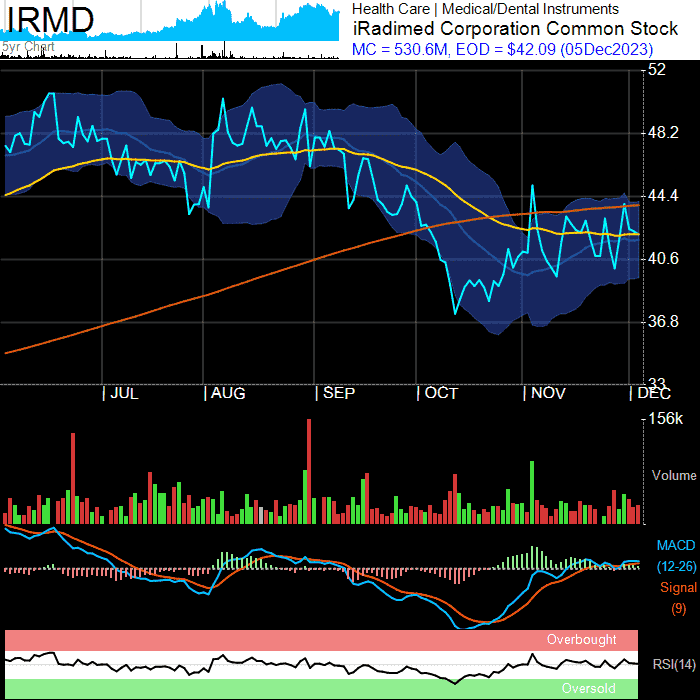 IRMD
5yr Chart
Health Care | Medical/Dental Instruments
iRadimed Corporation Common Stock
MC = 530.6M, EOD = $42.09 (05Dec2023)
52
48.2
44.4
40.6
36.8
33
JUL
AUG
SEP
OCT
NOV
DEC
156k
Volume
MACD
(12-26)
Signal
(9)
Overbought
RSI(14)
Oversold